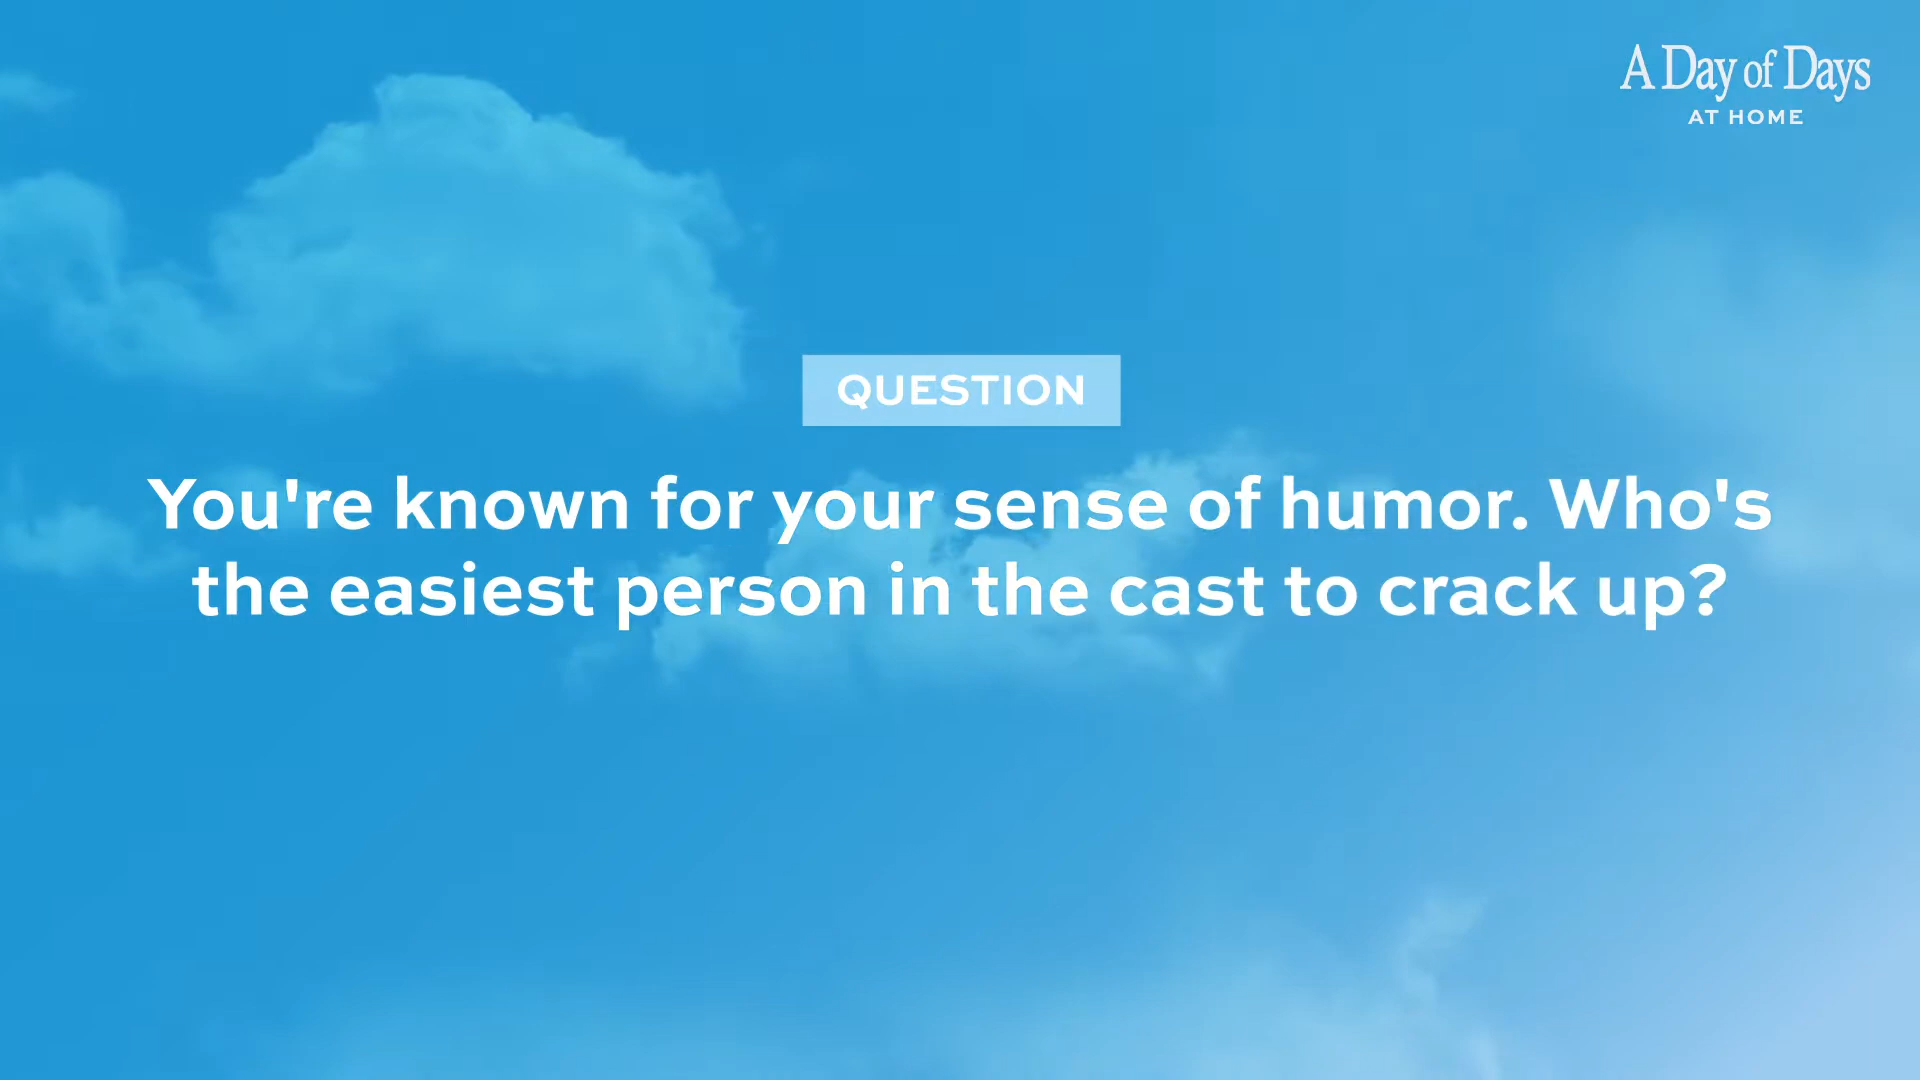 A Day of Days
AT HOME
QUESTION
You're known for your sense of humor. Who's
the easiest person in the cast to crack up?